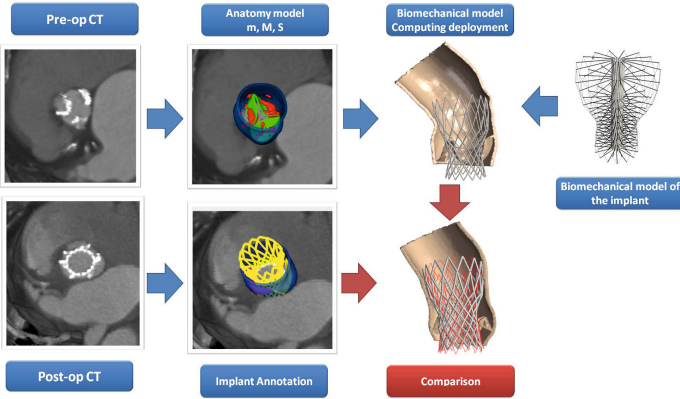 Pre-op CT
Anatomy model
m, M, S
Biomechanical model
Computing deployment
Biomechanical model of
the implant
Post-op CT
Implant Annotation
Comparison